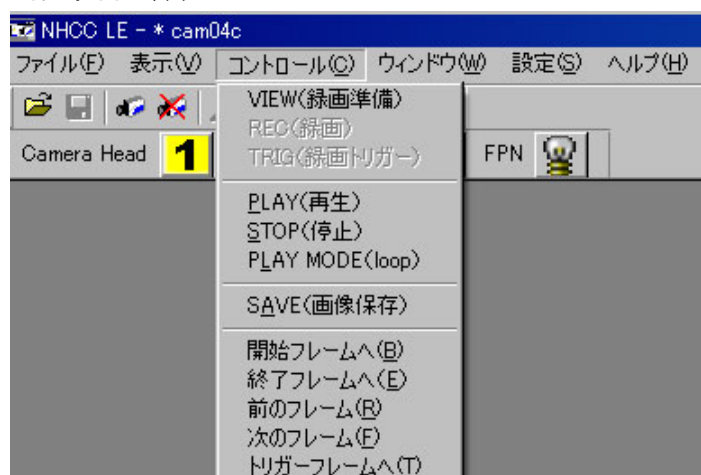 NHCC LE - * cam04c
ファイル(F) 表示(V) コントロール(C) ウィンドウ(W) 設定(S) ヘルプ(H)
VIEW(録画準備)
REC(録画)
TRIG(録画トリガー)
Camera Head 1 FPN
PLAY(再生)
STOP(停止)
PLAY MODE(loop)
SAVE(画像保存)
開始フレームへ(B)
終了フレームへ(E)
前のフレーム(R)
次のフレーム(F)
トリガーフレームへ(T)